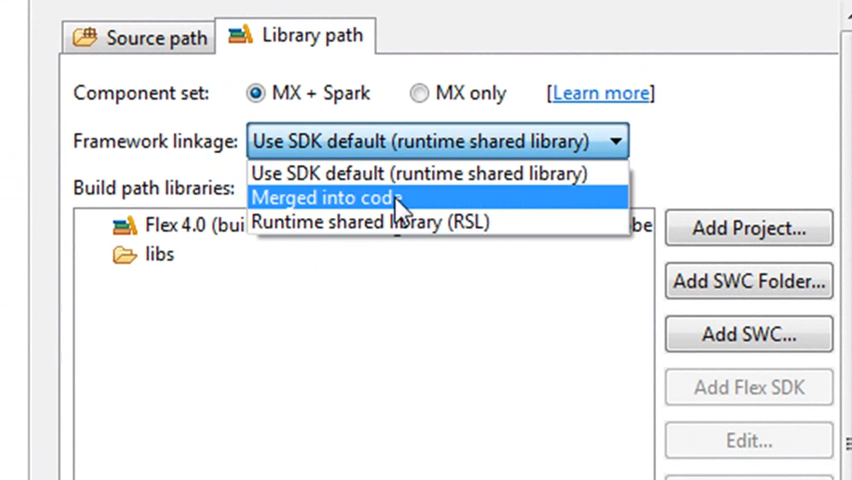 Source path
Library path
Component set: MX + Spark MX only [Learn more]
Framework linkage: Use SDK default (runtime shared library)
Use SDK default (runtime shared library)
Merged into code
Runtime shared library (RSL)
Build path libraries:
Flex 4.0
libs
Add Project...
Add SWC Folder...
Add SWC...
Add Flex SDK
Edit...